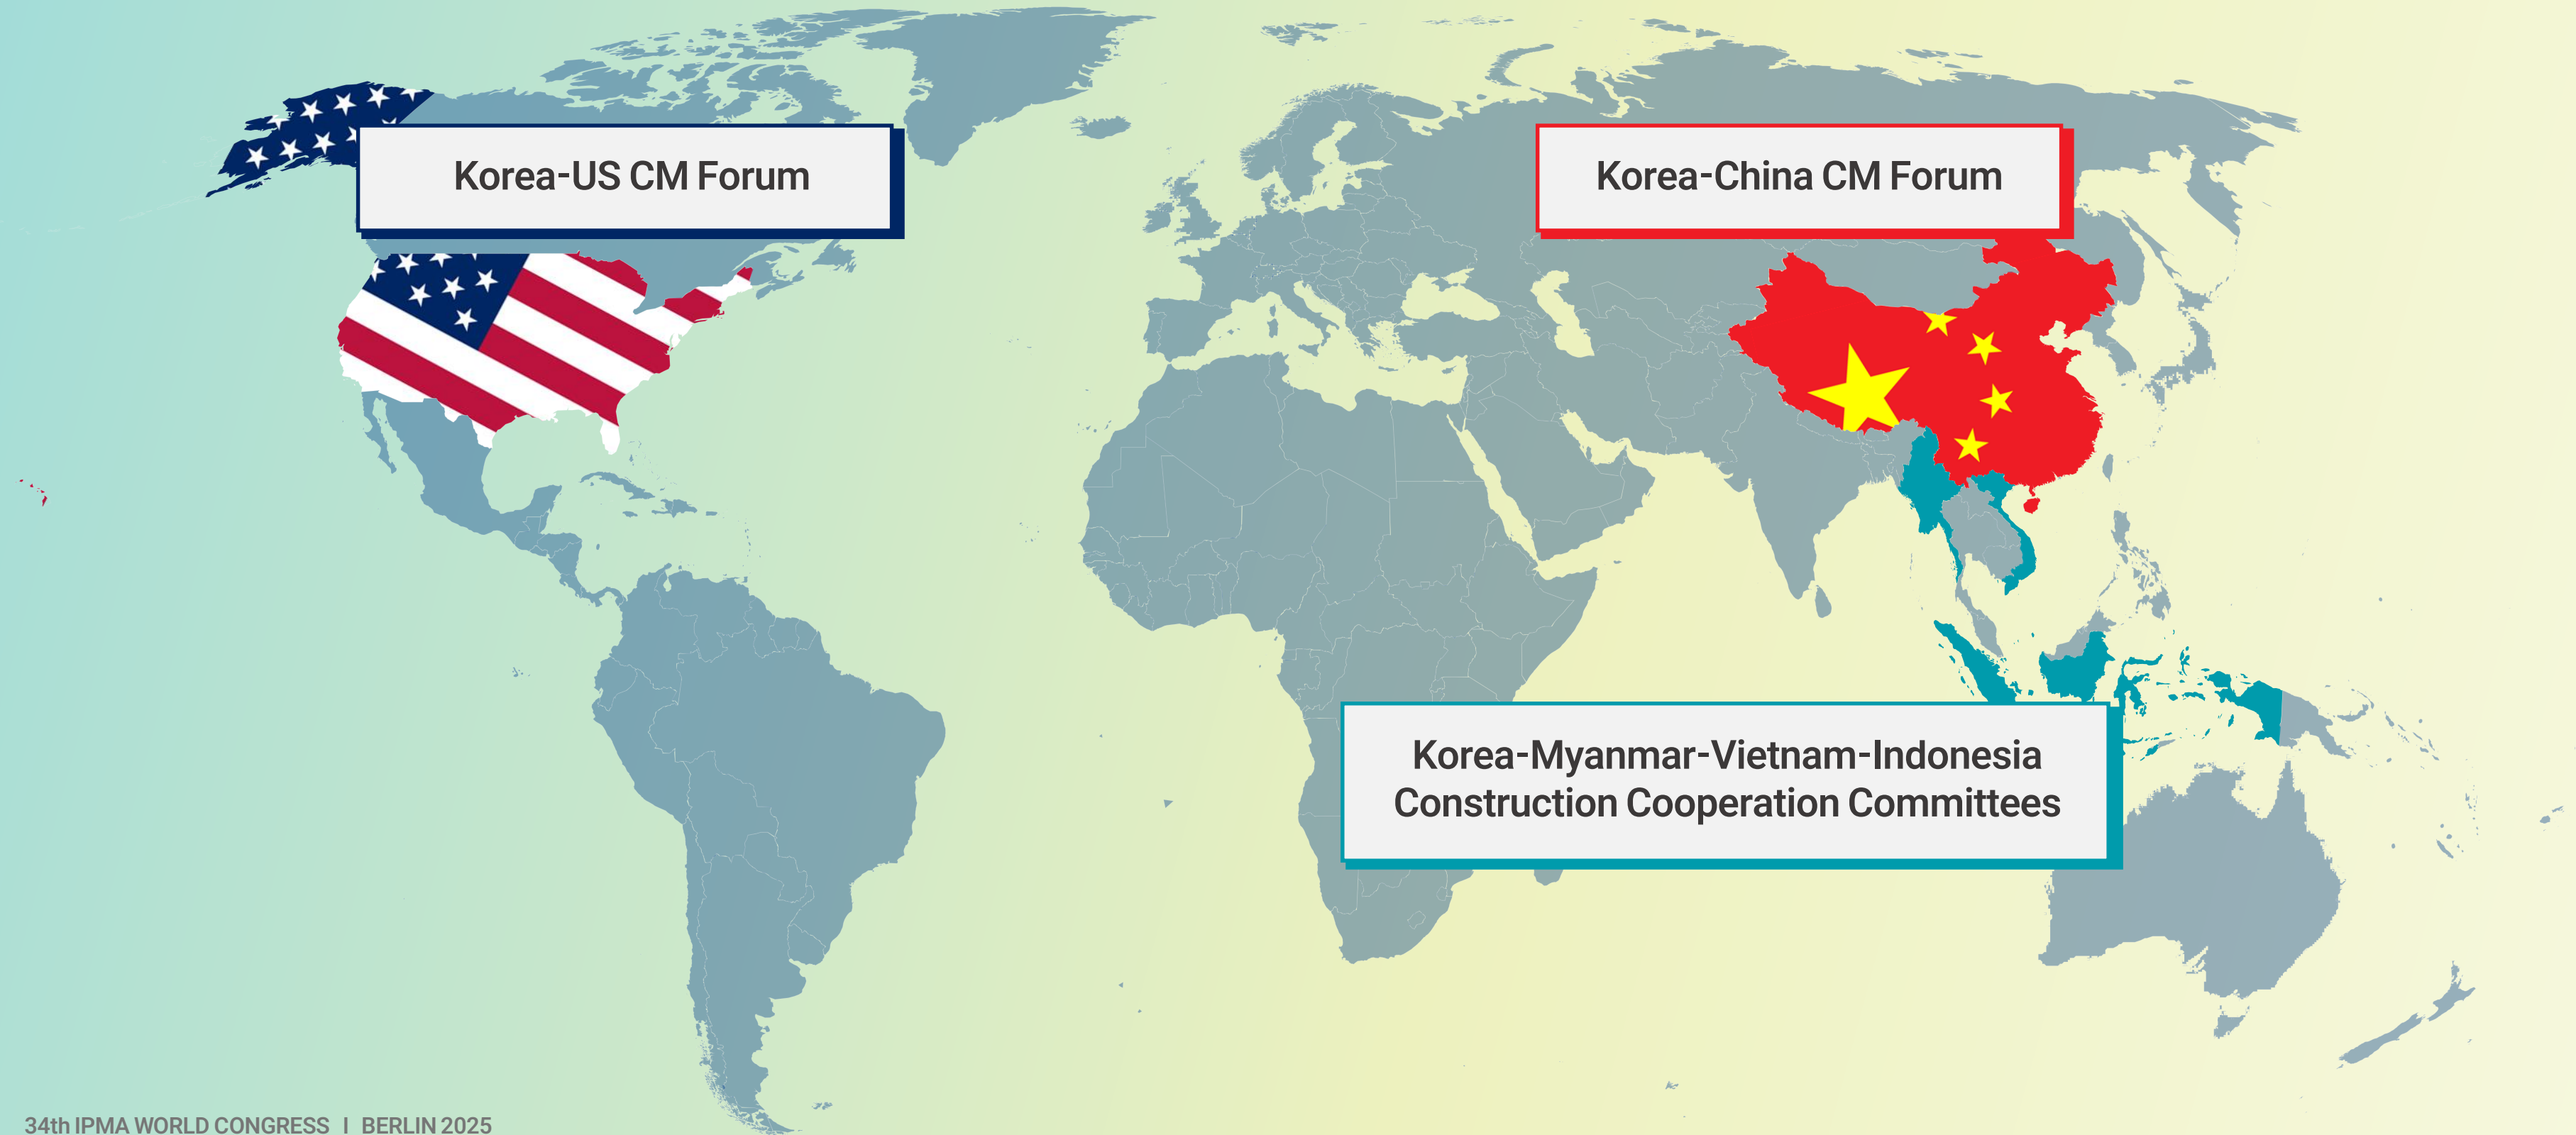 Korea-US CM Forum
Korea-China CM Forum
Korea-Myanmar-Vietnam-Indonesia
Construction Cooperation Committees
34th IPMA WORLD CONGRESS I BERLIN 2025